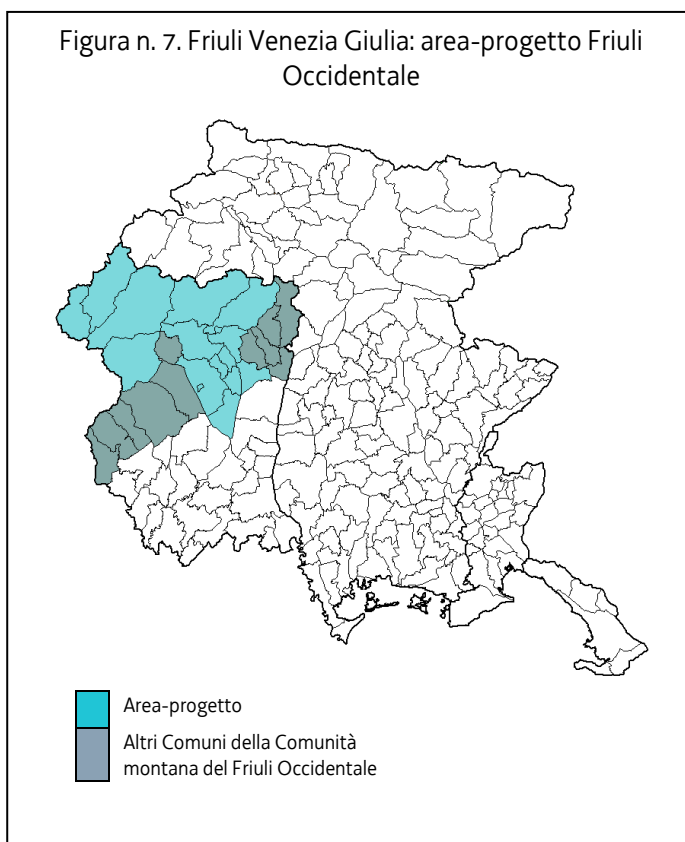 Figura n. 7. Friuli Venezia Giulia: area-progetto Friuli
Occidentale
Area-progetto
Altri Comuni della Comunità
montana del Friuli Occidentale